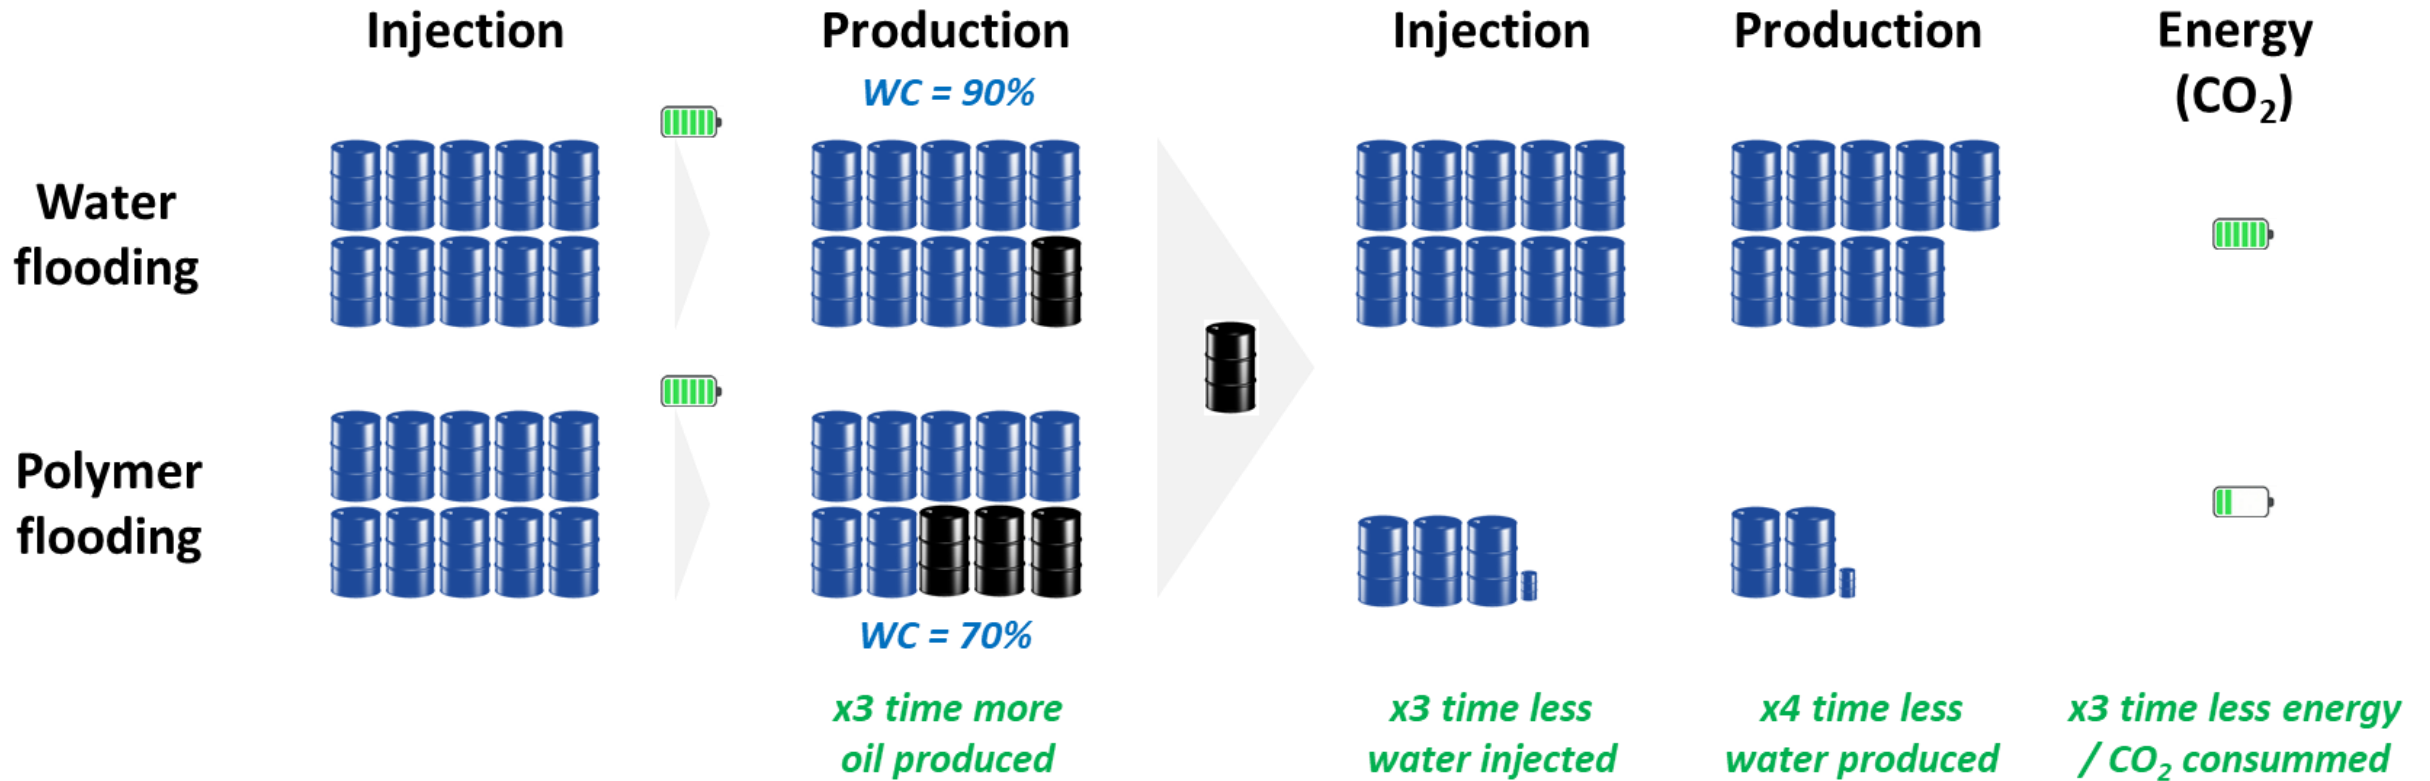 Injection
Production
Injection
Production
Energy
(CO₂)
WC = 90%
Water
flooding
Polymer
flooding
WC = 70%
x3 time more
oil produced
x3 time less
water injected
x4 time less
water produced
x3 time less energy
/ CO₂ consummed